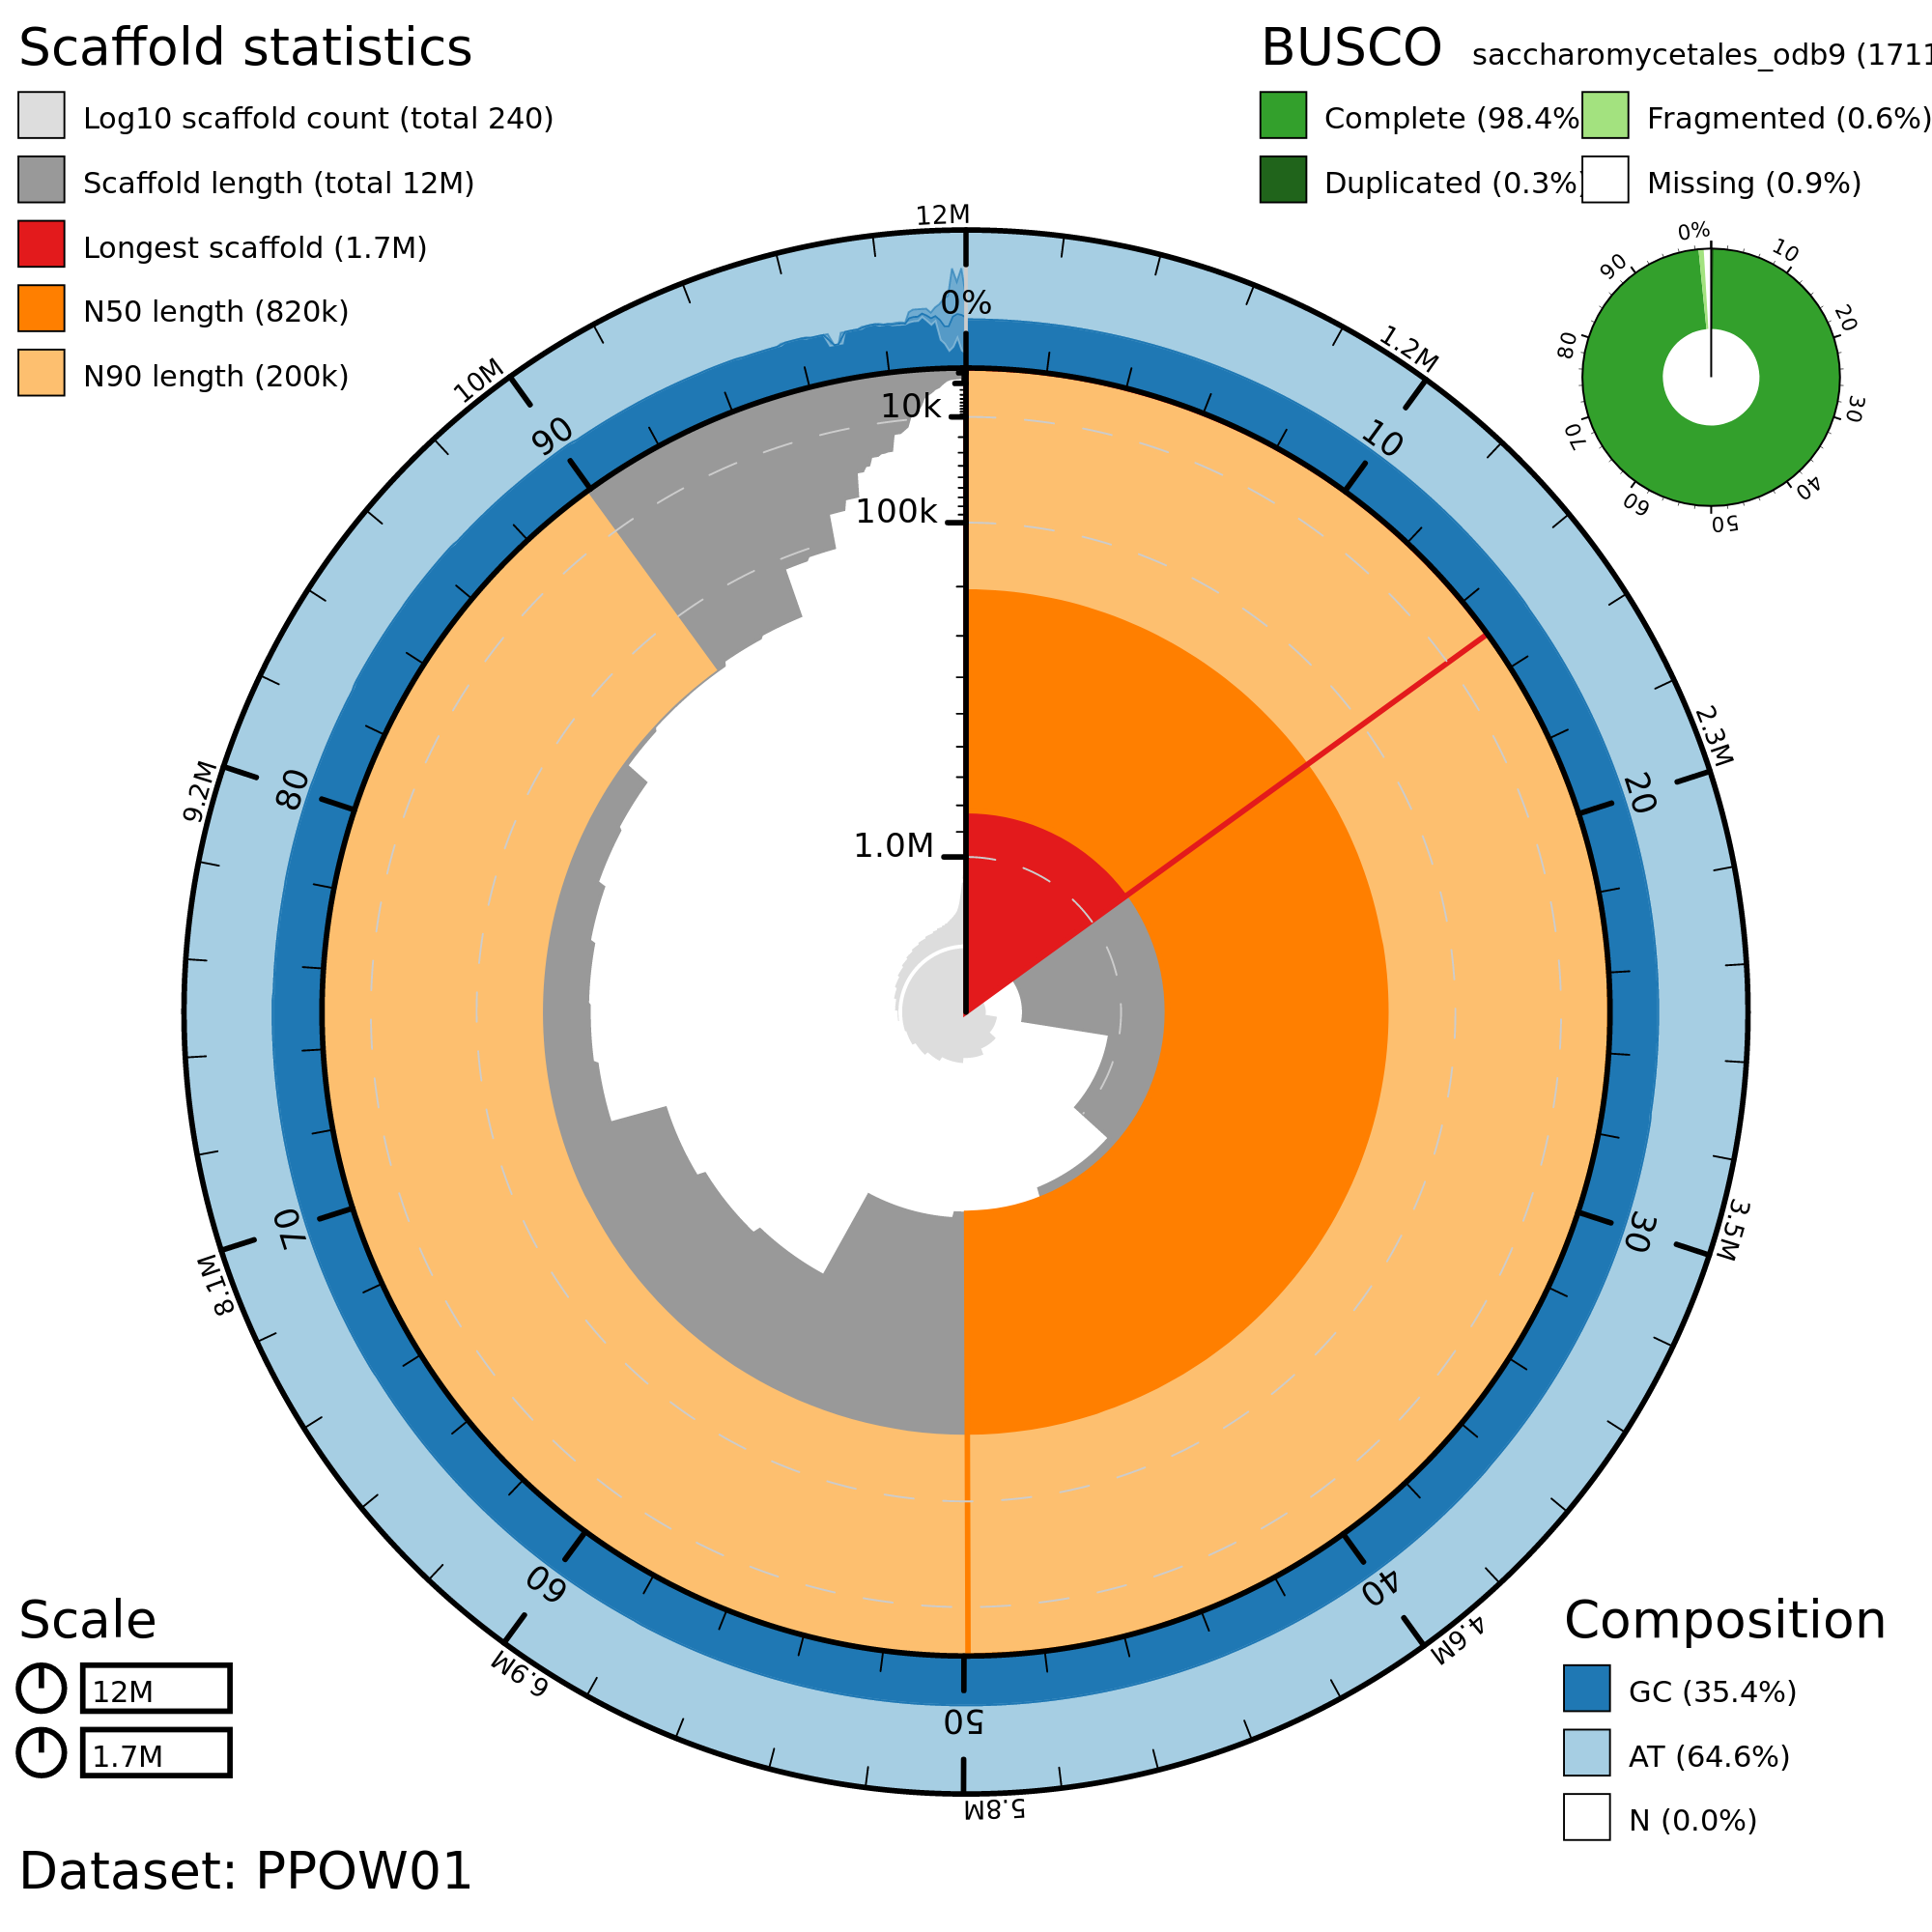 Scaffold statistics
Log10 scaffold count (total 240)
Scaffold length (total 12M)
Longest scaffold (1.7M)
N50 length (820k)
N90 length (200k)
BUSCO saccharomycetales_odb9 (1711
Complete (98.4%
Fragmented (0.6%)
Duplicated (0.3%)
Missing (0.9%)
0%
10
20
30
40
50
60
70
80
90
12M
1.2M
2.3M
3.5M
4.6M
5.8M
6.9M
8.1M
9.2M
10M
0%
10
20
30
40
50
60
70
80
90
10k
100k
1.0M
Scale
12M
1.7M
Composition
GC (35.4%)
AT (64.6%)
N (0.0%)
Dataset: PPOW01